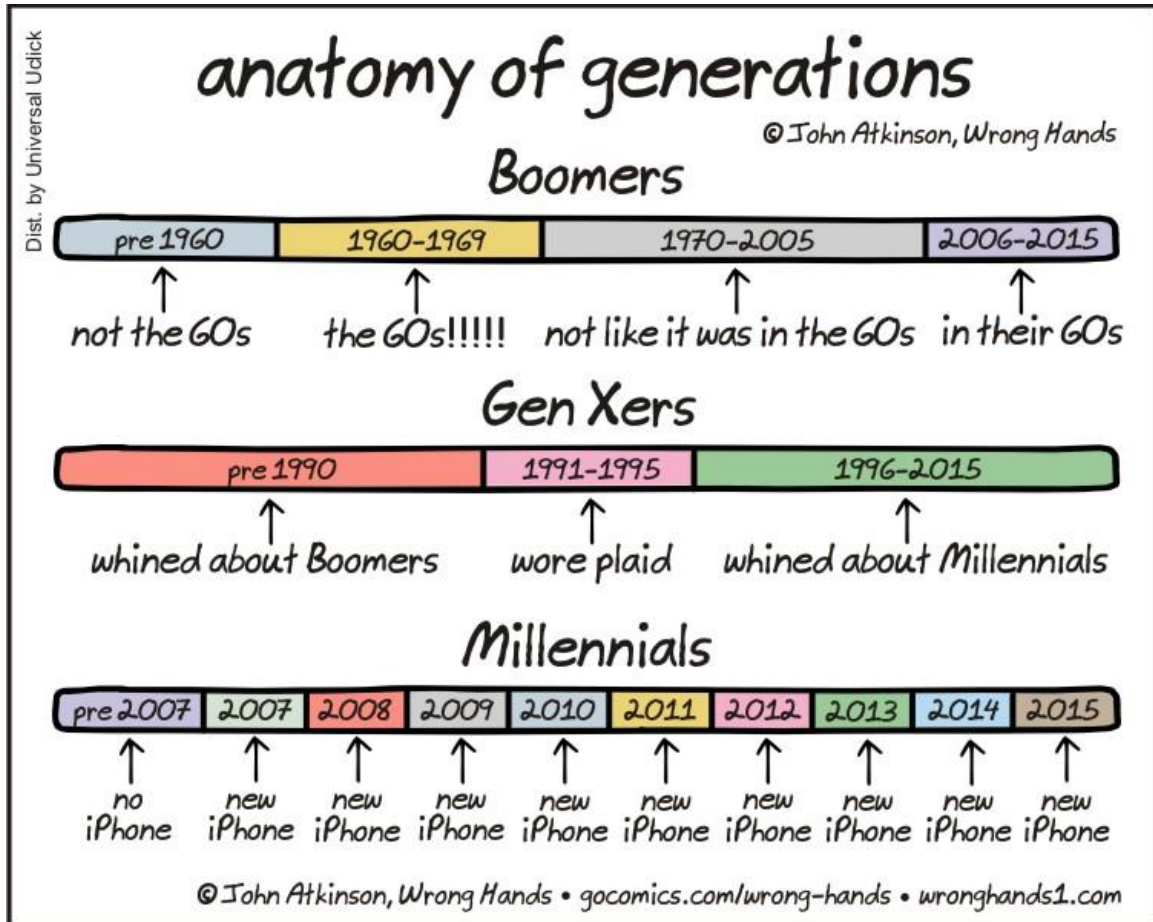 Dist. by Universal Udick
anatomy of generations
© John Atkinson, Wrong Hands
Boomers
pre 1960 1960-1969 1970-2005 2006-2015
not the 60s the 60s!!!!! not like it was in the 60s in their 60s
Gen Xers
pre 1990 1991-1995 1996-2015
whined about Boomers wore plaid whined about Millennials
Millennials
pre 2007 2007 2008 2009 2010 2011 2012 2013 2014 2015
no new new new new new new new new new
iPhone iPhone iPhone iPhone iPhone iPhone iPhone iPhone iPhone iPhone
© John Atkinson, Wrong Hands • gocomics.com/wrong-hands • wronghands1.com